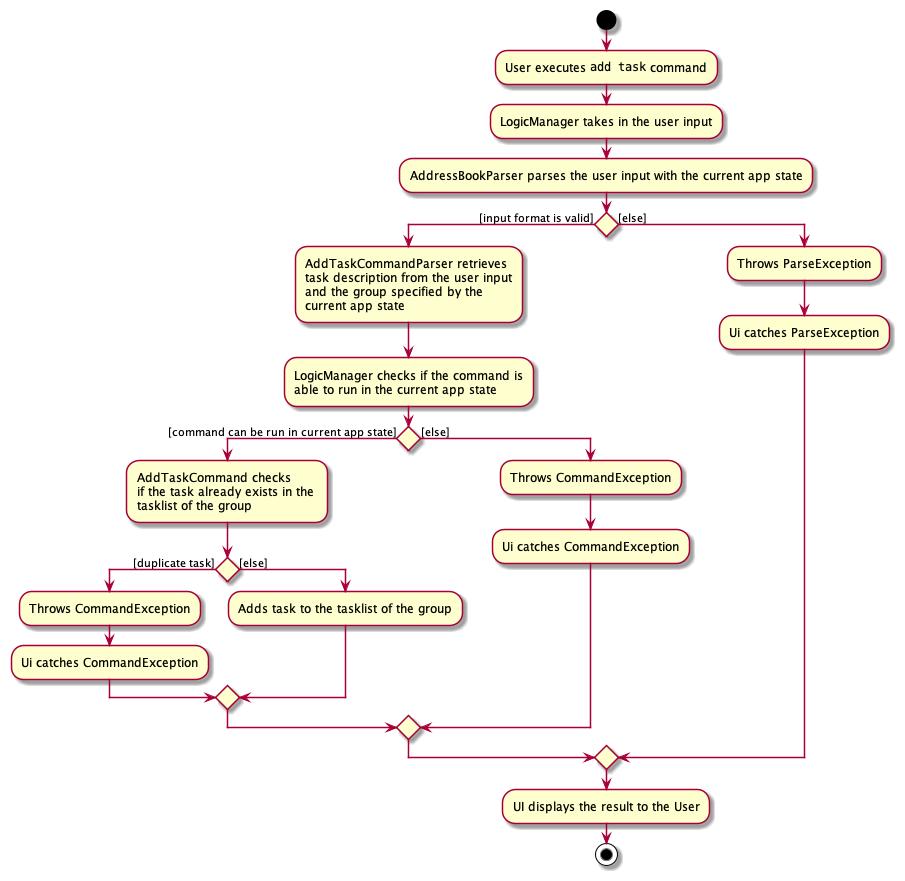 User executes add task command
LogicManager takes in the user input
AddressBookParser parses the user input with the current app state
[input format is valid]
[else]
AddTaskCommandParser retrieves
task description from the user input
and the group specified by the
current app state
Throws ParseException
Ui catches ParseException
LogicManager checks if the command is
able to run in the current app state
[command can be run in current app state]
[else]
AddTaskCommand checks
if the task already exists in the
tasklist of the group
Throws CommandException
Ui catches CommandException
[duplicate task]
[else]
Throws CommandException
Adds task to the tasklist of the group
Ui catches CommandException
UI displays the result to the User